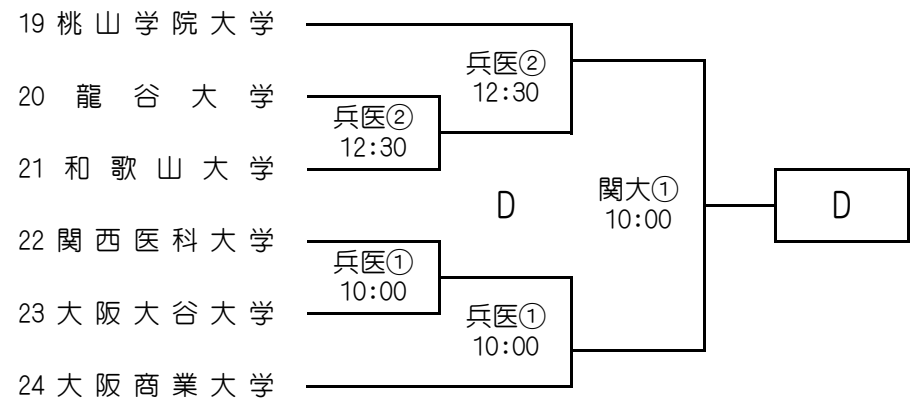 19 桃山学院大学
兵医②
12:30
20 龍谷大学
兵医②
12:30
21 和歌山大学
関大①
10:00
D
D
22 関西医科大学
兵医①
10:00
23 大阪大谷大学
兵医①
10:00
24 大阪商業大学